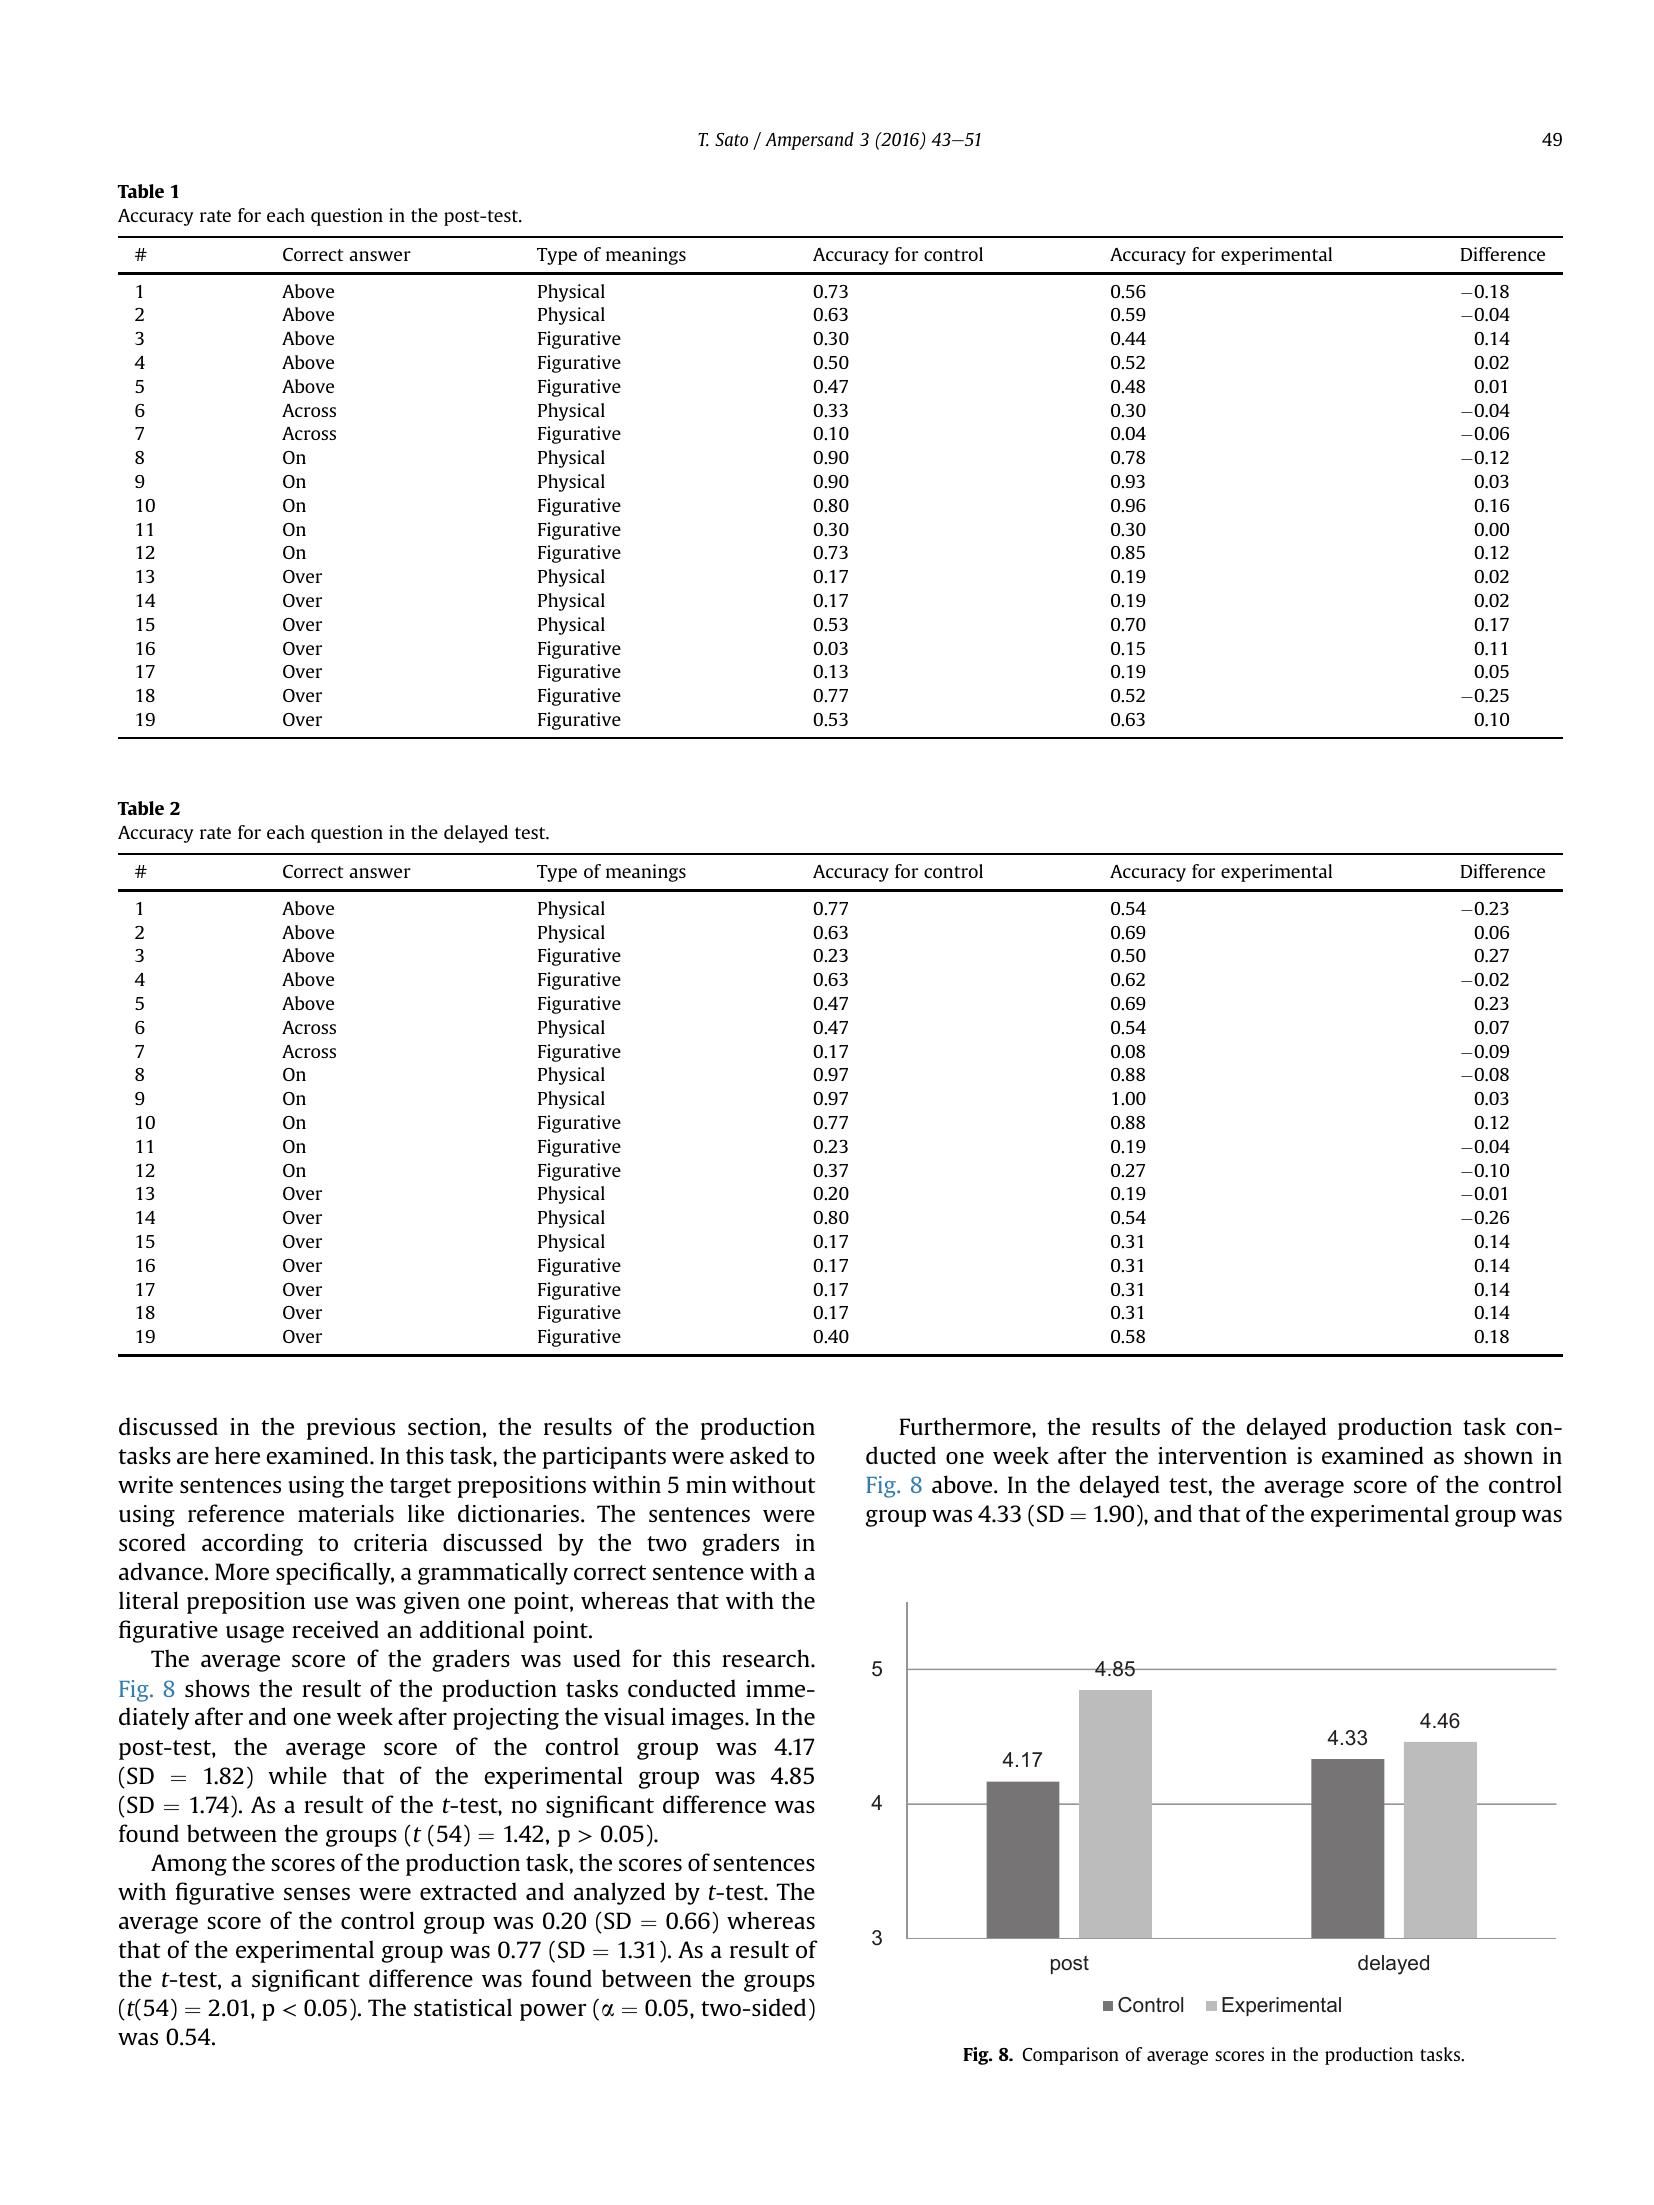 T. Sato / Ampersand 3 (2016) 43–51 49
Table 1
Accuracy rate for each question in the post-test.
# Correct answer Type of meanings Accuracy for control Accuracy for experimental Difference
1 Above Physical 0.73 0.56 −0.18
2 Above Physical 0.63 0.59 −0.04
3 Above Figurative 0.30 0.44 0.14
4 Above Figurative 0.50 0.52 0.02
5 Above Figurative 0.47 0.48 0.01
6 Across Physical 0.33 0.30 −0.04
7 Across Figurative 0.10 0.04 −0.06
8 On Physical 0.90 0.78 −0.12
9 On Physical 0.90 0.93 0.03
10 On Figurative 0.80 0.96 0.16
11 On Figurative 0.30 0.30 0.00
12 On Figurative 0.73 0.85 0.12
13 Over Physical 0.17 0.19 0.02
14 Over Physical 0.17 0.19 0.02
15 Over Physical 0.53 0.70 0.17
16 Over Figurative 0.03 0.15 0.11
17 Over Figurative 0.13 0.19 0.05
18 Over Figurative 0.77 0.52 −0.25
19 Over Figurative 0.53 0.63 0.10
Table 2
Accuracy rate for each question in the delayed test.
# Correct answer Type of meanings Accuracy for control Accuracy for experimental Difference
1 Above Physical 0.77 0.54 −0.23
2 Above Physical 0.63 0.69 0.06
3 Above Figurative 0.23 0.50 0.27
4 Above Figurative 0.63 0.62 −0.02
5 Above Figurative 0.47 0.69 0.23
6 Across Physical 0.47 0.54 0.07
7 Across Figurative 0.17 0.08 −0.09
8 On Physical 0.97 0.88 −0.08
9 On Physical 0.97 1.00 0.03
10 On Figurative 0.77 0.88 0.12
11 On Figurative 0.23 0.19 −0.04
12 On Figurative 0.37 0.27 −0.10
13 Over Physical 0.20 0.19 −0.01
14 Over Physical 0.80 0.54 −0.26
15 Over Physical 0.17 0.31 0.14
16 Over Figurative 0.17 0.31 0.14
17 Over Figurative 0.17 0.31 0.14
18 Over Figurative 0.17 0.31 0.14
19 Over Figurative 0.40 0.58 0.18
discussed in the previous section, the results of the production
tasks are here examined. In this task, the participants were asked to
write sentences using the target prepositions within 5 min without
using reference materials like dictionaries. The sentences were
scored according to criteria discussed by the two graders in
advance. More specifically, a grammatically correct sentence with a
literal preposition use was given one point, whereas that with the
figurative usage received an additional point.
The average score of the graders was used for this research.
Fig. 8 shows the result of the production tasks conducted imme-
diately after and one week after projecting the visual images. In the
post-test, the average score of the control group was 4.17
(SD = 1.82) while that of the experimental group was 4.85
(SD = 1.74). As a result of the t-test, no significant difference was
found between the groups (t (54) = 1.42, p > 0.05).
Among the scores of the production task, the scores of sentences
with figurative senses were extracted and analyzed by t-test. The
average score of the control group was 0.20 (SD = 0.66) whereas
that of the experimental group was 0.77 (SD = 1.31). As a result of
the t-test, a significant difference was found between the groups
(t(54) = 2.01, p < 0.05). The statistical power (α = 0.05, two-sided)
was 0.54.
Furthermore, the results of the delayed production task con-
ducted one week after the intervention is examined as shown in
Fig. 8 above. In the delayed test, the average score of the control
group was 4.33 (SD = 1.90), and that of the experimental group was
5
4.85
4.46
4.33
4.17
4
3
post delayed
Control Experimental
Fig. 8. Comparison of average scores in the production tasks.